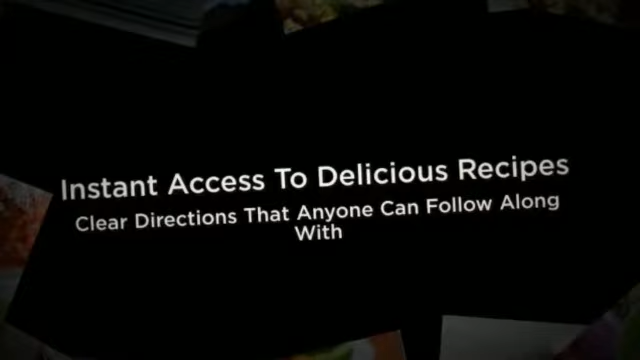 Instant Access To Delicious Recipes
Clear Directions That Anyone Can Follow Along
With